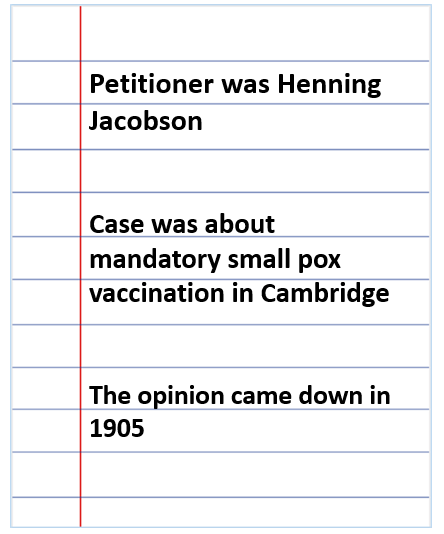 Petitioner was Henning
Jacobson
Case was about
mandatory small pox
vaccination in Cambridge
The opinion came down in
1905